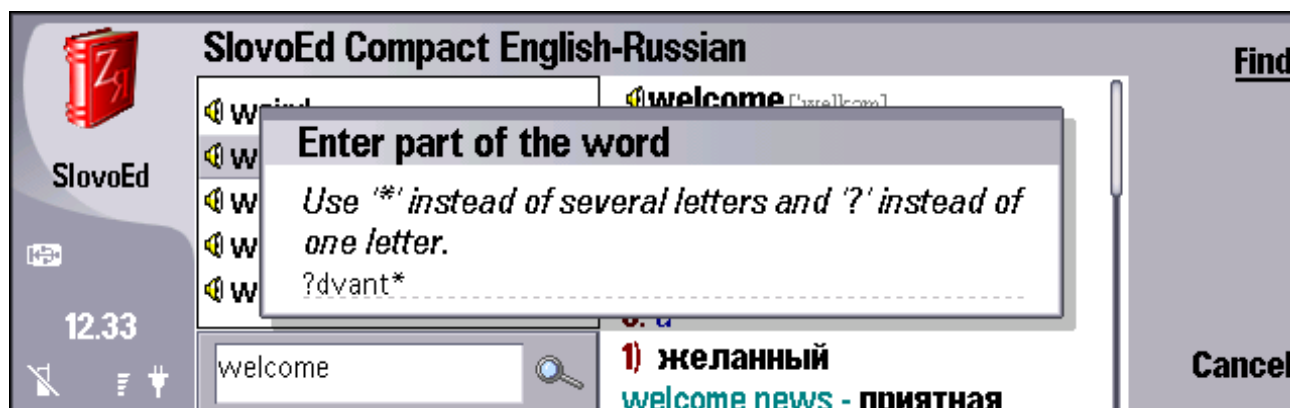 SlovoEd Compact English-Russian
Find
SlovoEd
welcome
Enter part of the word
Use '*' instead of several letters and '?' instead of
one letter.
?dvant*
12.33
welcome
1) желанный
welcome news - приятная
Cancel